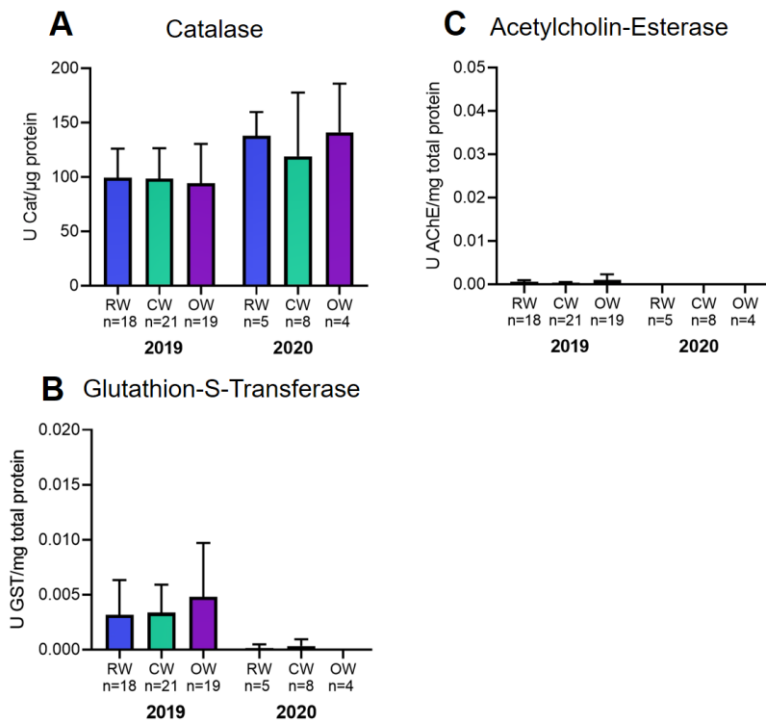 A Catalase
U Cat/µg protein
200
150
100
50
0
RW CW OW RW CW OW
n=18 n=21 n=19 n=5 n=8 n=4
2019 2020
C Acetylcholin-Esterase
U AChE/mg total protein
0.05
0.04
0.03
0.02
0.01
0.00
RW CW OW RW CW OW
n=18 n=21 n=19 n=5 n=8 n=4
2019 2020
B Glutathion-S-Transferase
U GST/mg total protein
0.020
0.015
0.010
0.005
0.000
RW CW OW RW CW OW
n=18 n=21 n=19 n=5 n=8 n=4
2019 2020